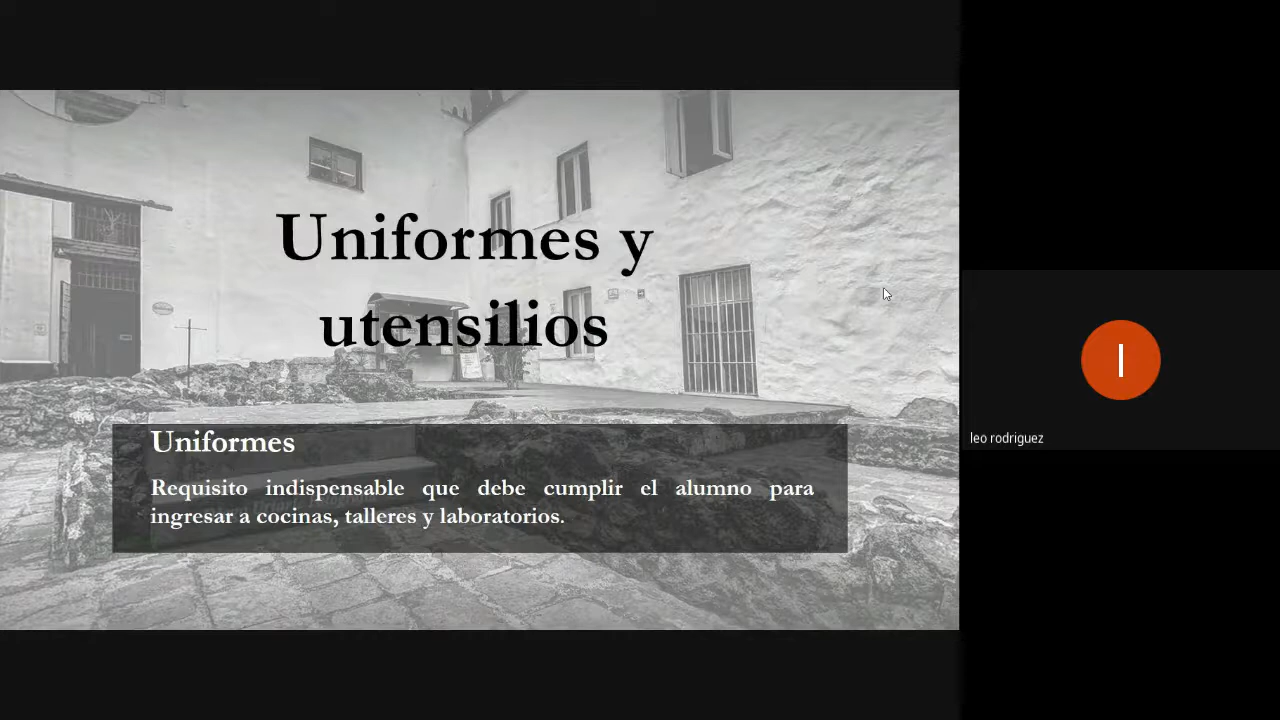 Uniformes y
utensilios
Uniformes
Requisito indispensable que debe cumplir el alumno para
ingresar a cocinas, talleres y laboratorios.
l
leo rodriguez